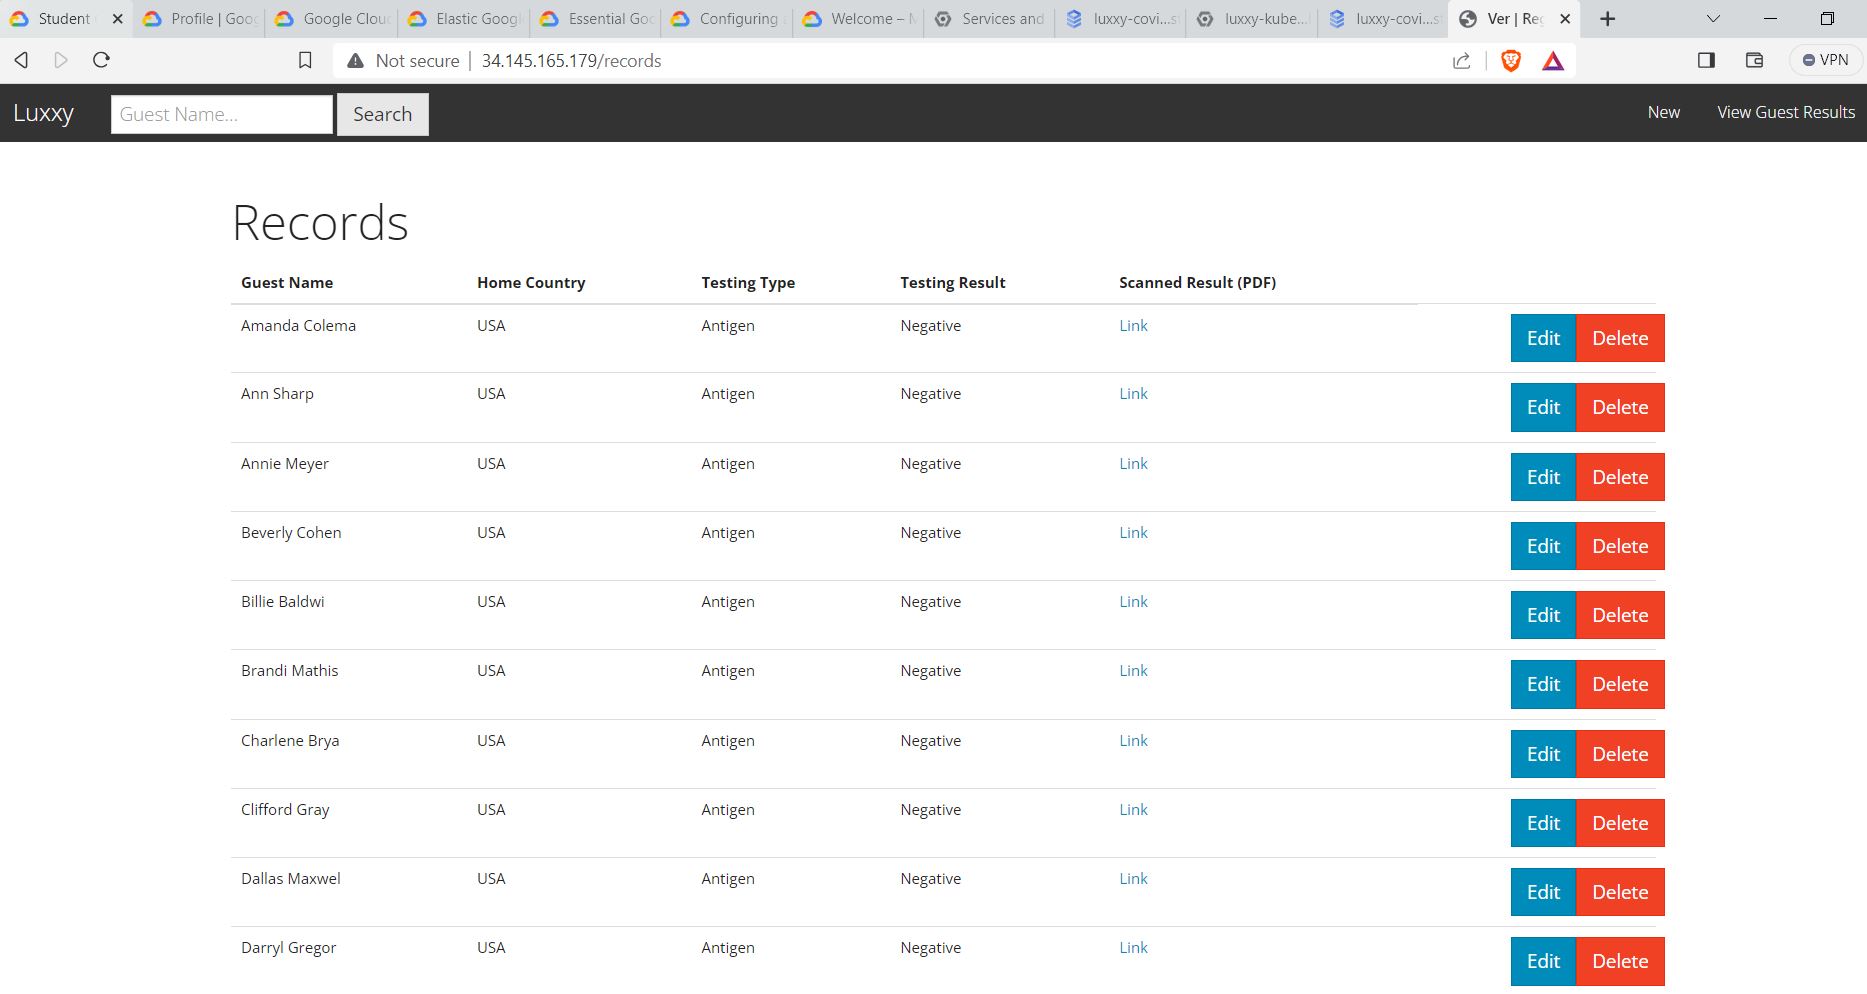 Student Profile | Goog Google Clou Elastic Google Essential Goo Configuring Welcome – M Services and luxxy-covi...st luxxy-kube... luxxy-covi...st Ver | Reg
Not secure | 34.145.165.179/records VPN
Luxxy Guest Name... Search New View Guest Results
Records
Guest Name Home Country Testing Type Testing Result Scanned Result (PDF)
Amanda Colema USA Antigen Negative Link Edit Delete
Ann Sharp USA Antigen Negative Link Edit Delete
Annie Meyer USA Antigen Negative Link Edit Delete
Beverly Cohen USA Antigen Negative Link Edit Delete
Billie Baldwi USA Antigen Negative Link Edit Delete
Brandi Mathis USA Antigen Negative Link Edit Delete
Charlene Brya USA Antigen Negative Link Edit Delete
Clifford Gray USA Antigen Negative Link Edit Delete
Dallas Maxwel USA Antigen Negative Link Edit Delete
Darryl Gregor USA Antigen Negative Link Edit Delete